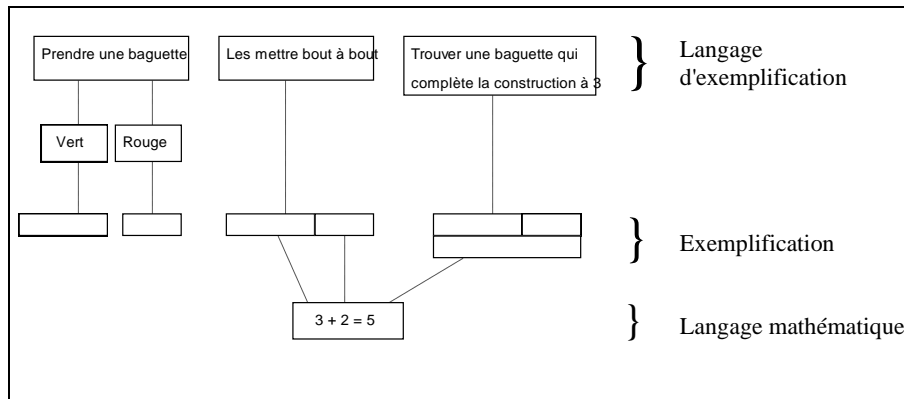 Prendre une baguette
Les mettre bout à bout
Trouver une baguette qui
complète la construction à 3
Langage
d'exemplification
Vert
Rouge
Exemplification
3 + 2 = 5
Langage mathématique